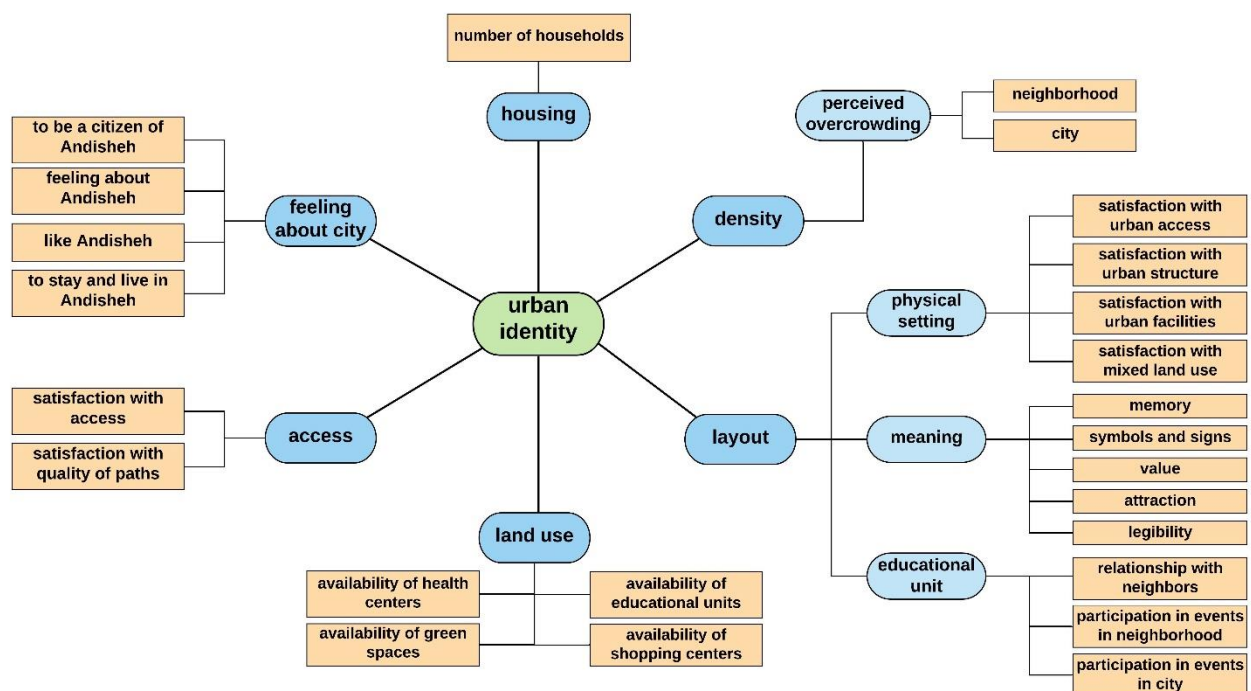 number of households
housing
perceived
overcrowding
neighborhood
city
to be a citizen of
Andisheh
feeling about
Andisheh
like Andisheh
to stay and live in
Andisheh
feeling
about city
density
urban
identity
satisfaction with
urban access
satisfaction with
urban structure
satisfaction with
urban facilities
satisfaction with
mixed land use
physical
setting
satisfaction with
access
satisfaction with
quality of paths
access
layout
meaning
memory
symbols and signs
value
attraction
legibility
land use
availability of health
centers
availability of
educational units
availability of green
spaces
availability of
shopping centers
educational
unit
relationship with
neighbors
participation in events
in neighborhood
participation in events
in city